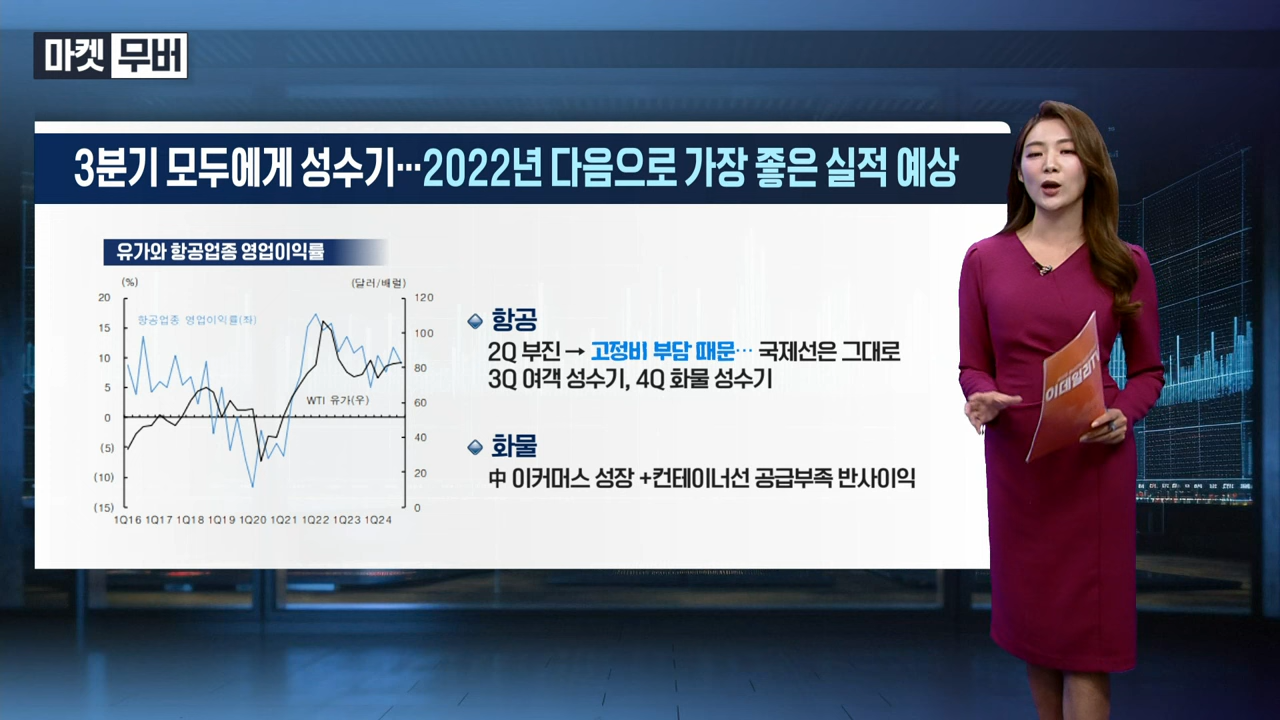 마켓 무버
3분기 모두에게 성수기…2022년 다음으로 가장 좋은 실적 예상
유가와 항공업종 영업이익률
(%)
(달러/배럴)
항공업종 영업이익률(좌)
WTI 유가(우)
20
15
10
5
0
(5)
(10)
(15)
120
100
80
60
40
20
0
1Q16 1Q17 1Q18 1Q19 1Q20 1Q21 1Q22 1Q23 1Q24
항공
2Q 부진 → 고정비 부담 때문… 국제선은 그대로
3Q 여객 성수기, 4Q 화물 성수기
화물
中 이커머스 성장 +컨테이너선 공급부족 반사이익
이데일리TV